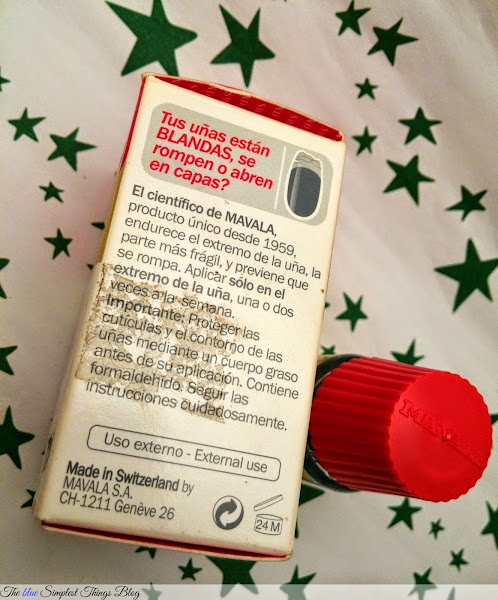 Tus uñas están
BLANDAS, se
rompen o abren
en capas?
El científico de MAVALA,
producto único desde 1959,
endurece el extremo de la uña, la
parte más frágil, y previene que
se rompa. Aplicar sólo en el
extremo de la uña, una o dos
veces a la semana.
Importante: Proteger las
cutículas y el contorno de las
uñas mediante un cuerpo graso
antes de su aplicación. Contiene
formaldehído. Seguir las
instrucciones cuidadosamente.
Uso externo - External use
Made in Switzerland by
MAVALA S.A.
CH-1211 Genève 26
24 M
MAVALA
The blue Simplest Things Blog